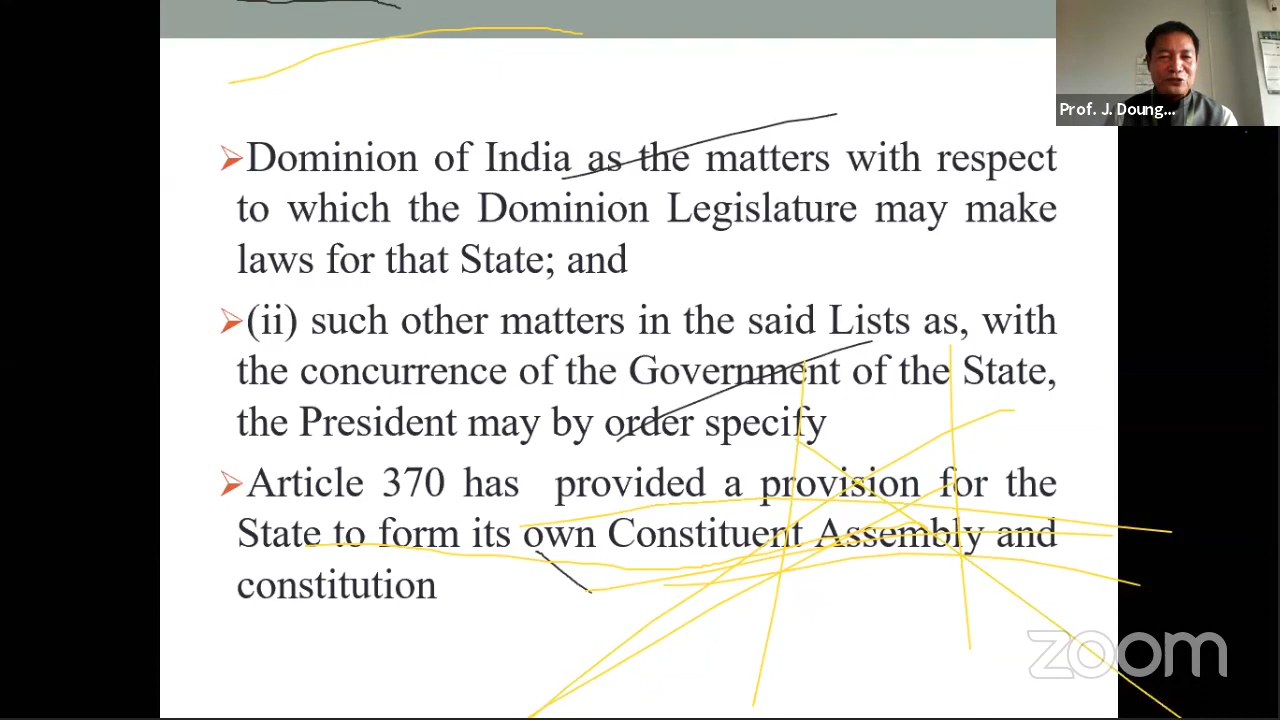 Prof. J. Doung...
➢Dominion of India as the matters with respect
to which the Dominion Legislature may make
laws for that State; and
➢(ii) such other matters in the said Lists as, with
the concurrence of the Government of the State,
the President may by order specify
➢Article 370 has provided a provision for the
State to form its own Constituent Assembly and
constitution
zoom